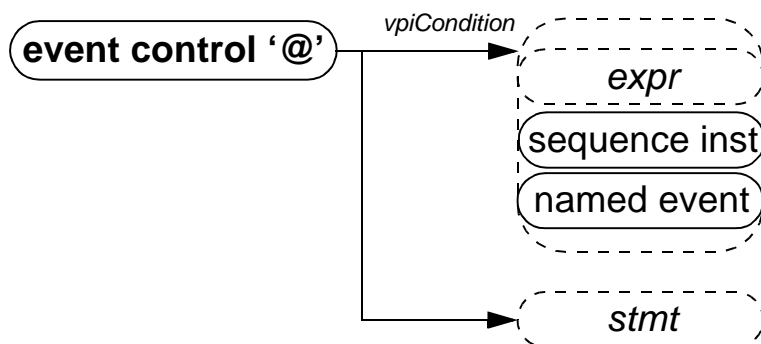 vpiCondition
event control ‘@’
expr
sequence inst
named event
stmt